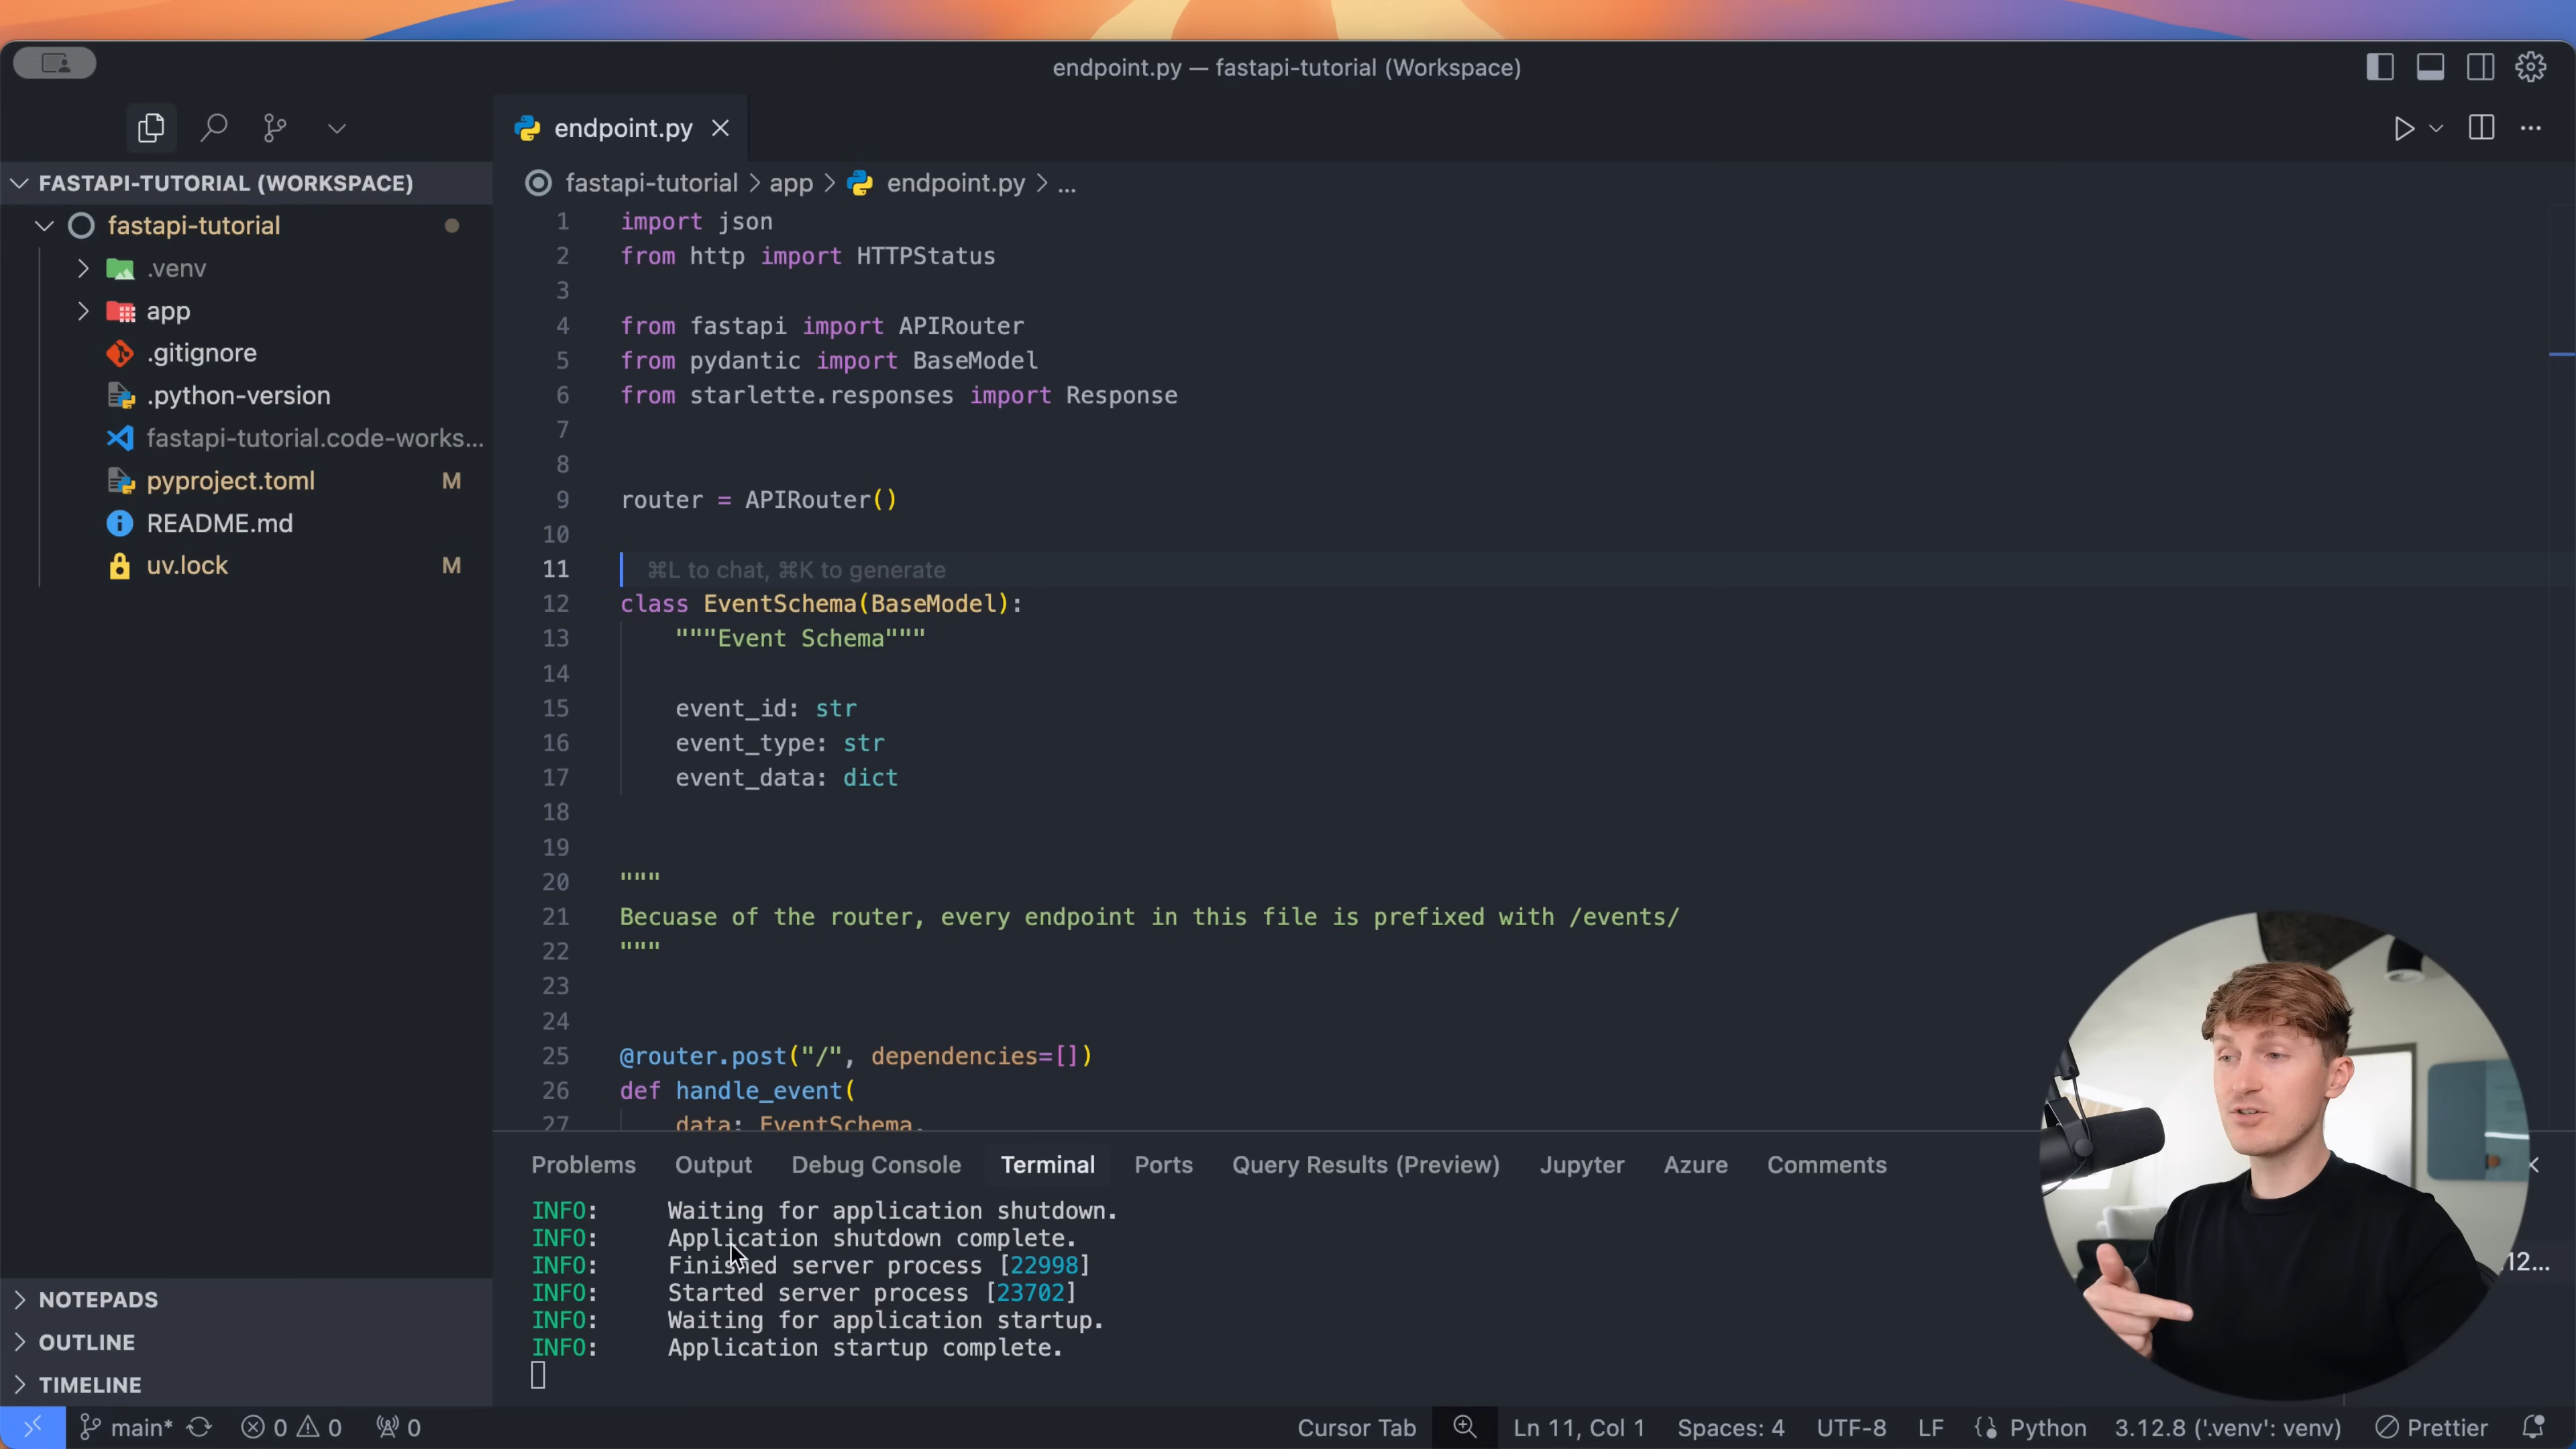 endpoint.py — fastapi-tutorial (Workspace)
endpoint.py
FASTAPI-TUTORIAL (WORKSPACE)
fastapi-tutorial
.venv
app
.gitignore
.python-version
fastapi-tutorial.code-works...
pyproject.toml M
README.md
uv.lock M
NOTEPADS
OUTLINE
TIMELINE
fastapi-tutorial > app > endpoint.py > ...
1 import json
2 from http import HTTPStatus
3
4 from fastapi import APIRouter
5 from pydantic import BaseModel
6 from starlette.responses import Response
7
8
9 router = APIRouter()
10
11 ⌘L to chat, ⌘K to generate
12 class EventSchema(BaseModel):
13 """Event Schema"""
14
15 event_id: str
16 event_type: str
17 event_data: dict
18
19
20 """
21 Becuase of the router, every endpoint in this file is prefixed with /events/
22 """
23
24
25 @router.post("/", dependencies=[])
26 def handle_event(
27 data: EventSchema,
Problems Output Debug Console Terminal Ports Query Results (Preview) Jupyter Azure Comments
INFO: Waiting for application shutdown.
INFO: Application shutdown complete.
INFO: Finished server process [22998]
INFO: Started server process [23702]
INFO: Waiting for application startup.
INFO: Application startup complete.
12...
main* 0 0 0 Cursor Tab Ln 11, Col 1 Spaces: 4 UTF-8 LF Python 3.12.8 ('.venv': venv) Prettier